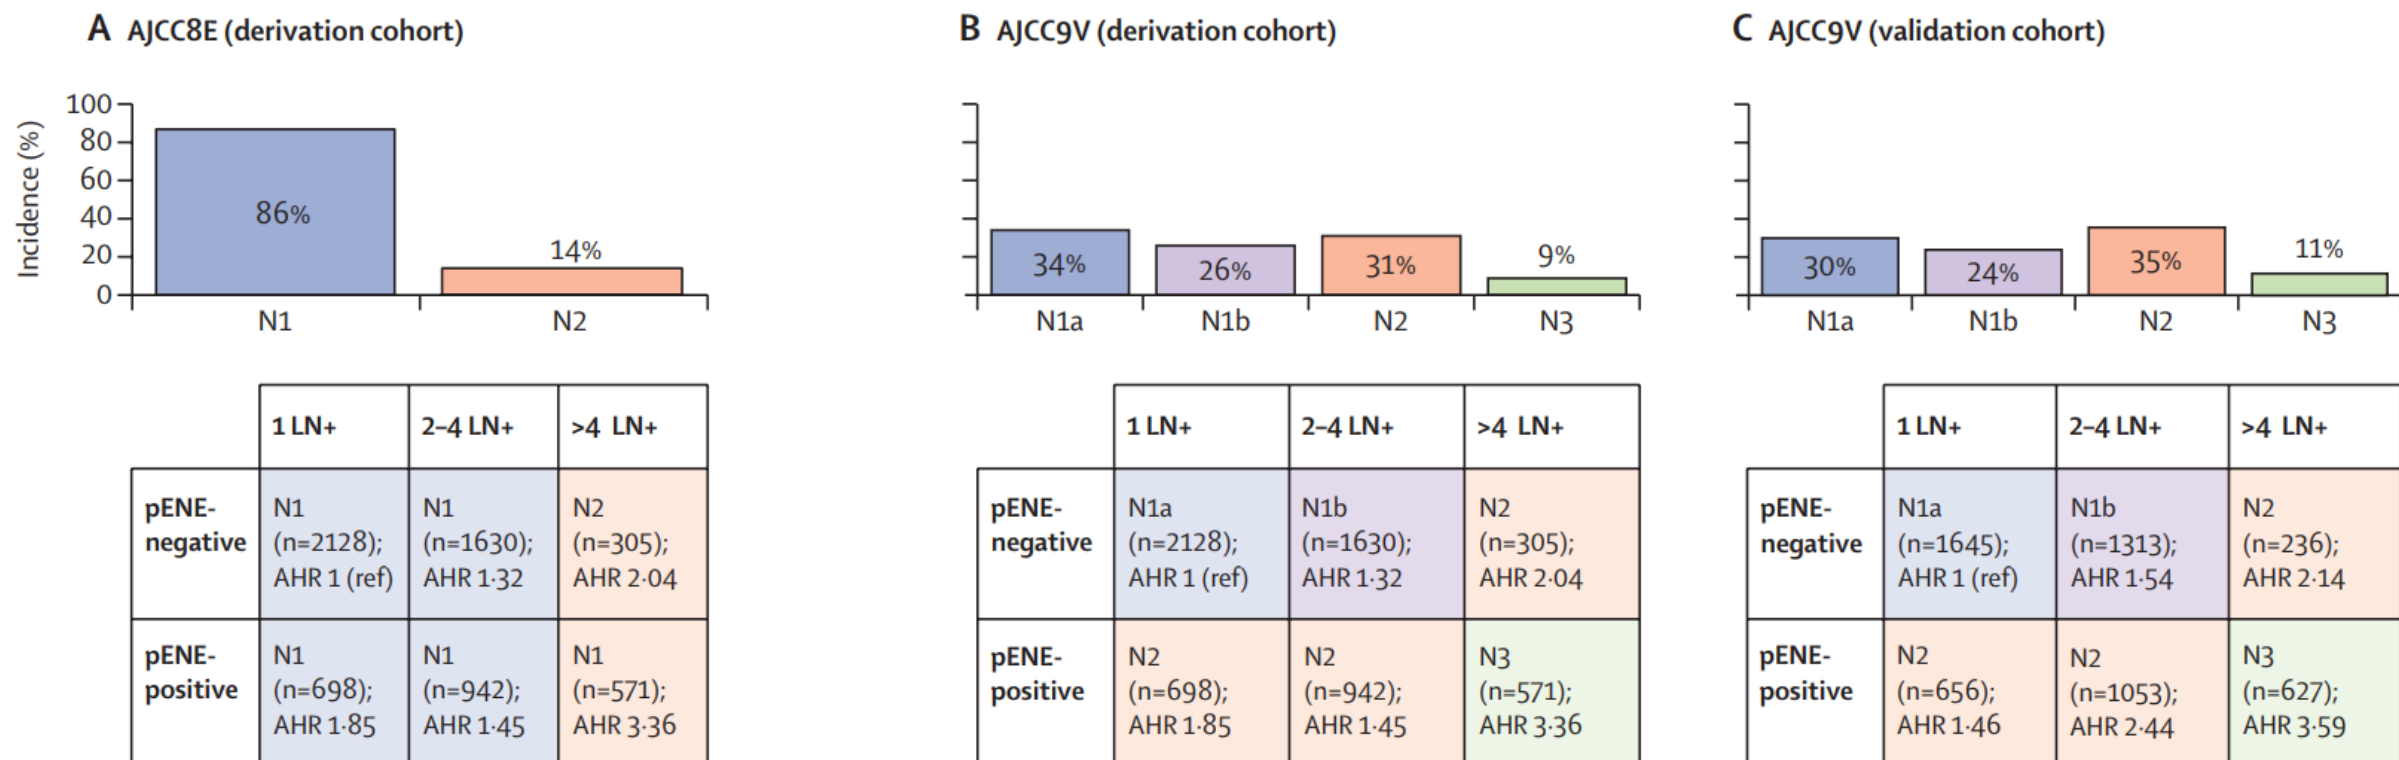 A AJCC8E (derivation cohort)
Incidence (%)
100
80
60
40
20
0
86%
14%
N1
N2
1 LN+
2–4 LN+
>4 LN+
pENE-
negative
N1
(n=2128);
AHR 1 (ref)
N1
(n=1630);
AHR 1·32
N2
(n=305);
AHR 2·04
pENE-
positive
N1
(n=698);
AHR 1·85
N1
(n=942);
AHR 1·45
N1
(n=571);
AHR 3·36
B AJCC9V (derivation cohort)
34%
26%
31%
9%
N1a
N1b
N2
N3
1 LN+
2–4 LN+
>4 LN+
pENE-
negative
N1a
(n=2128);
AHR 1 (ref)
N1b
(n=1630);
AHR 1·32
N2
(n=305);
AHR 2·04
pENE-
positive
N2
(n=698);
AHR 1·85
N2
(n=942);
AHR 1·45
N3
(n=571);
AHR 3·36
C AJCC9V (validation cohort)
30%
24%
35%
11%
N1a
N1b
N2
N3
1 LN+
2–4 LN+
>4 LN+
pENE-
negative
N1a
(n=1645);
AHR 1 (ref)
N1b
(n=1313);
AHR 1·54
N2
(n=236);
AHR 2·14
pENE-
positive
N2
(n=656);
AHR 1·46
N2
(n=1053);
AHR 2·44
N3
(n=627);
AHR 3·59